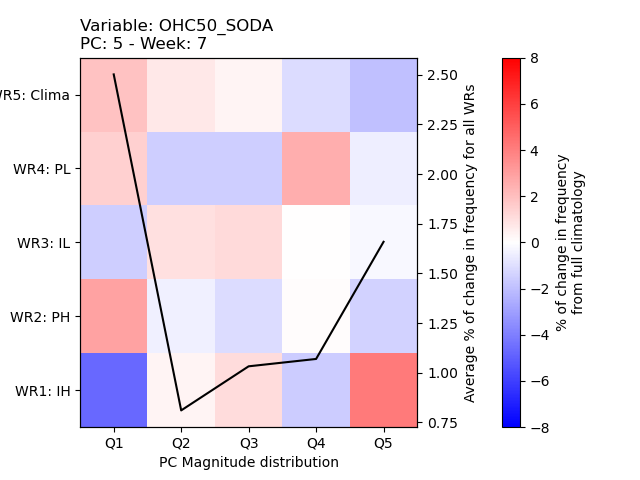 Variable: OHC50_SODA
PC: 5 - Week: 7
WR5: Clima
WR4: PL
WR3: IL
WR2: PH
WR1: IH
Q1 Q2 Q3 Q4 Q5
PC Magnitude distribution
2.50
2.25
2.00
1.75
1.50
1.25
1.00
0.75
Average % of change in frequency for all WRs
8
6
4
2
0
−2
−4
−6
−8
% of change in frequency
from full climatology